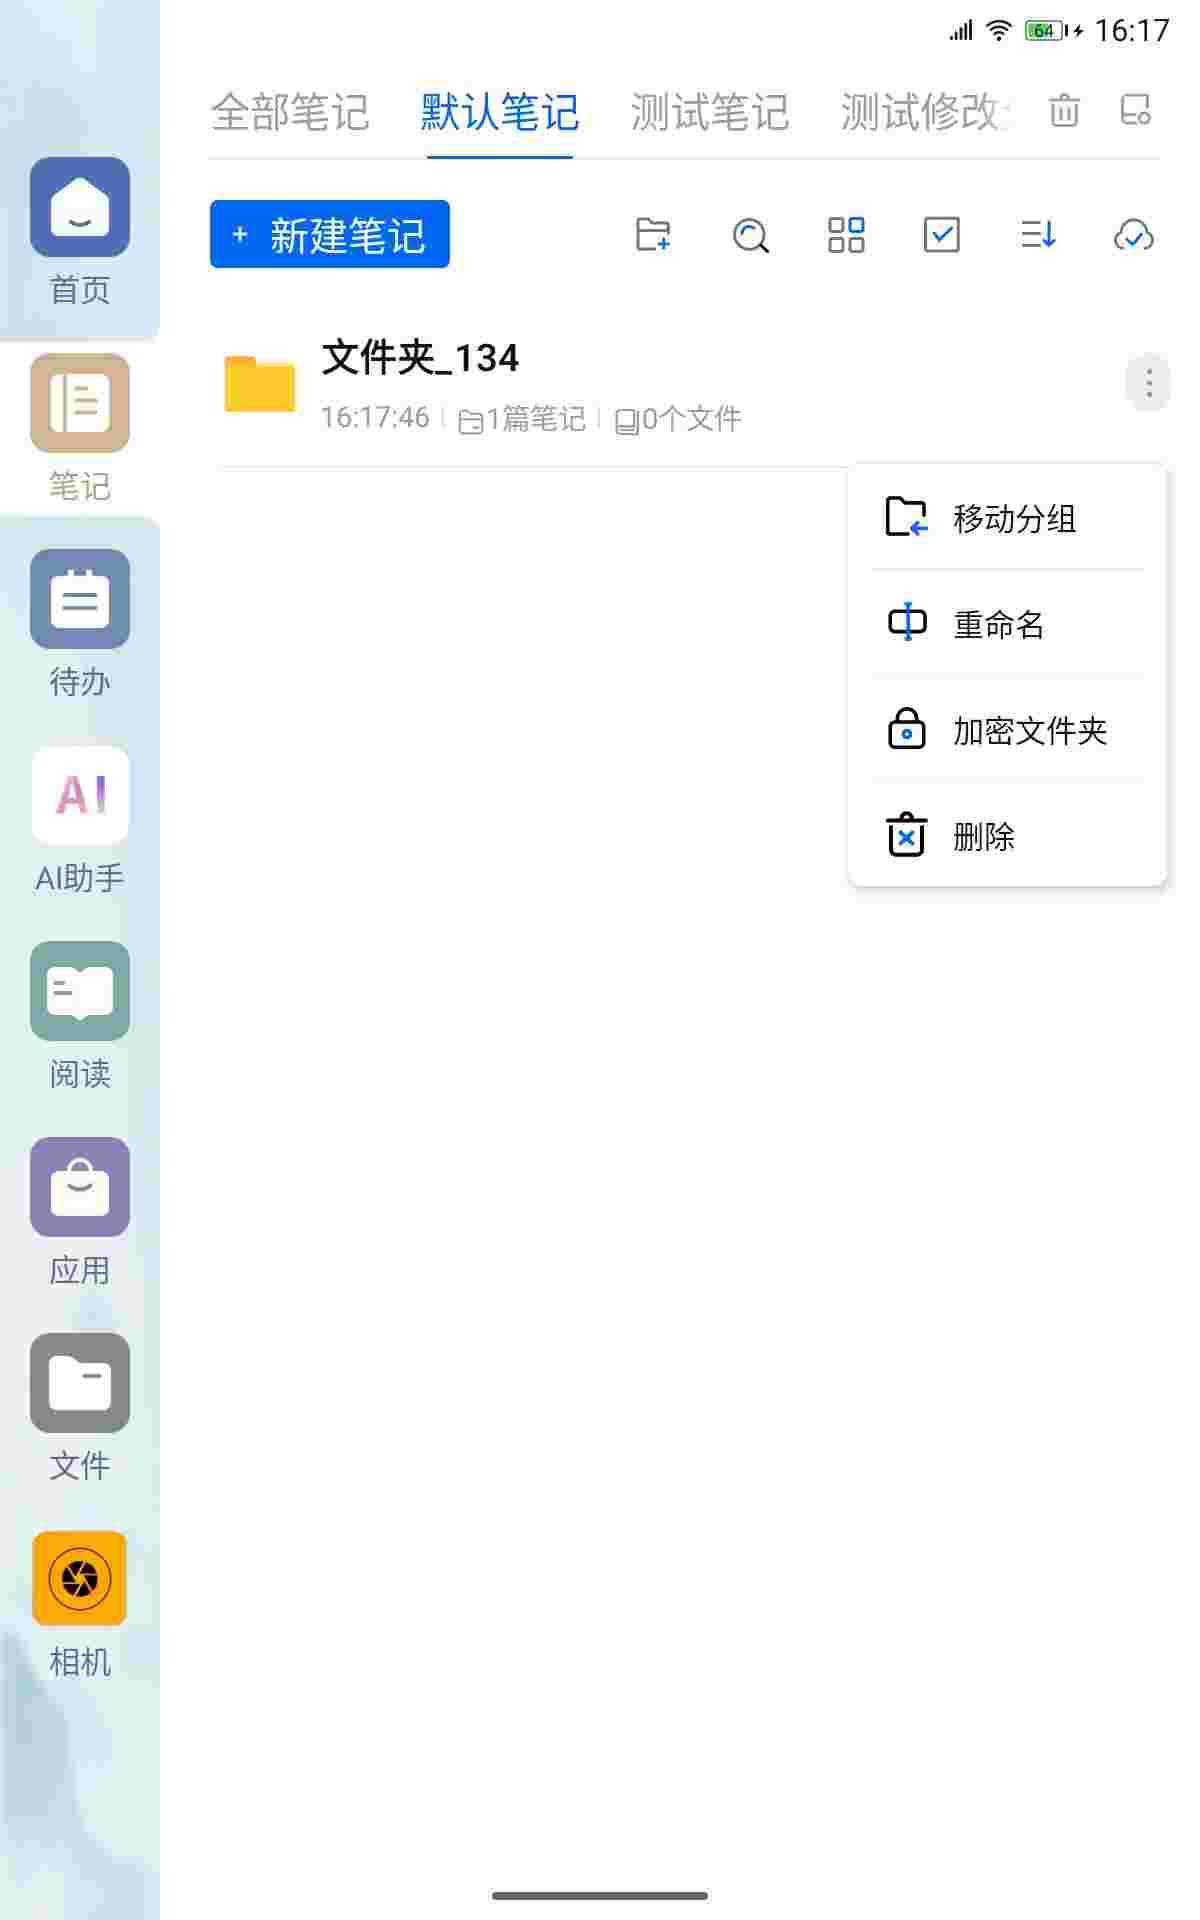 64 16:17
全部笔记 默认笔记 测试笔记 测试修改
+ 新建笔记
首页
笔记
待办
AI
AI助手
阅读
应用
文件
相机
文件夹_134
16:17:46 1篇笔记 0个文件
移动分组
重命名
加密文件夹
删除